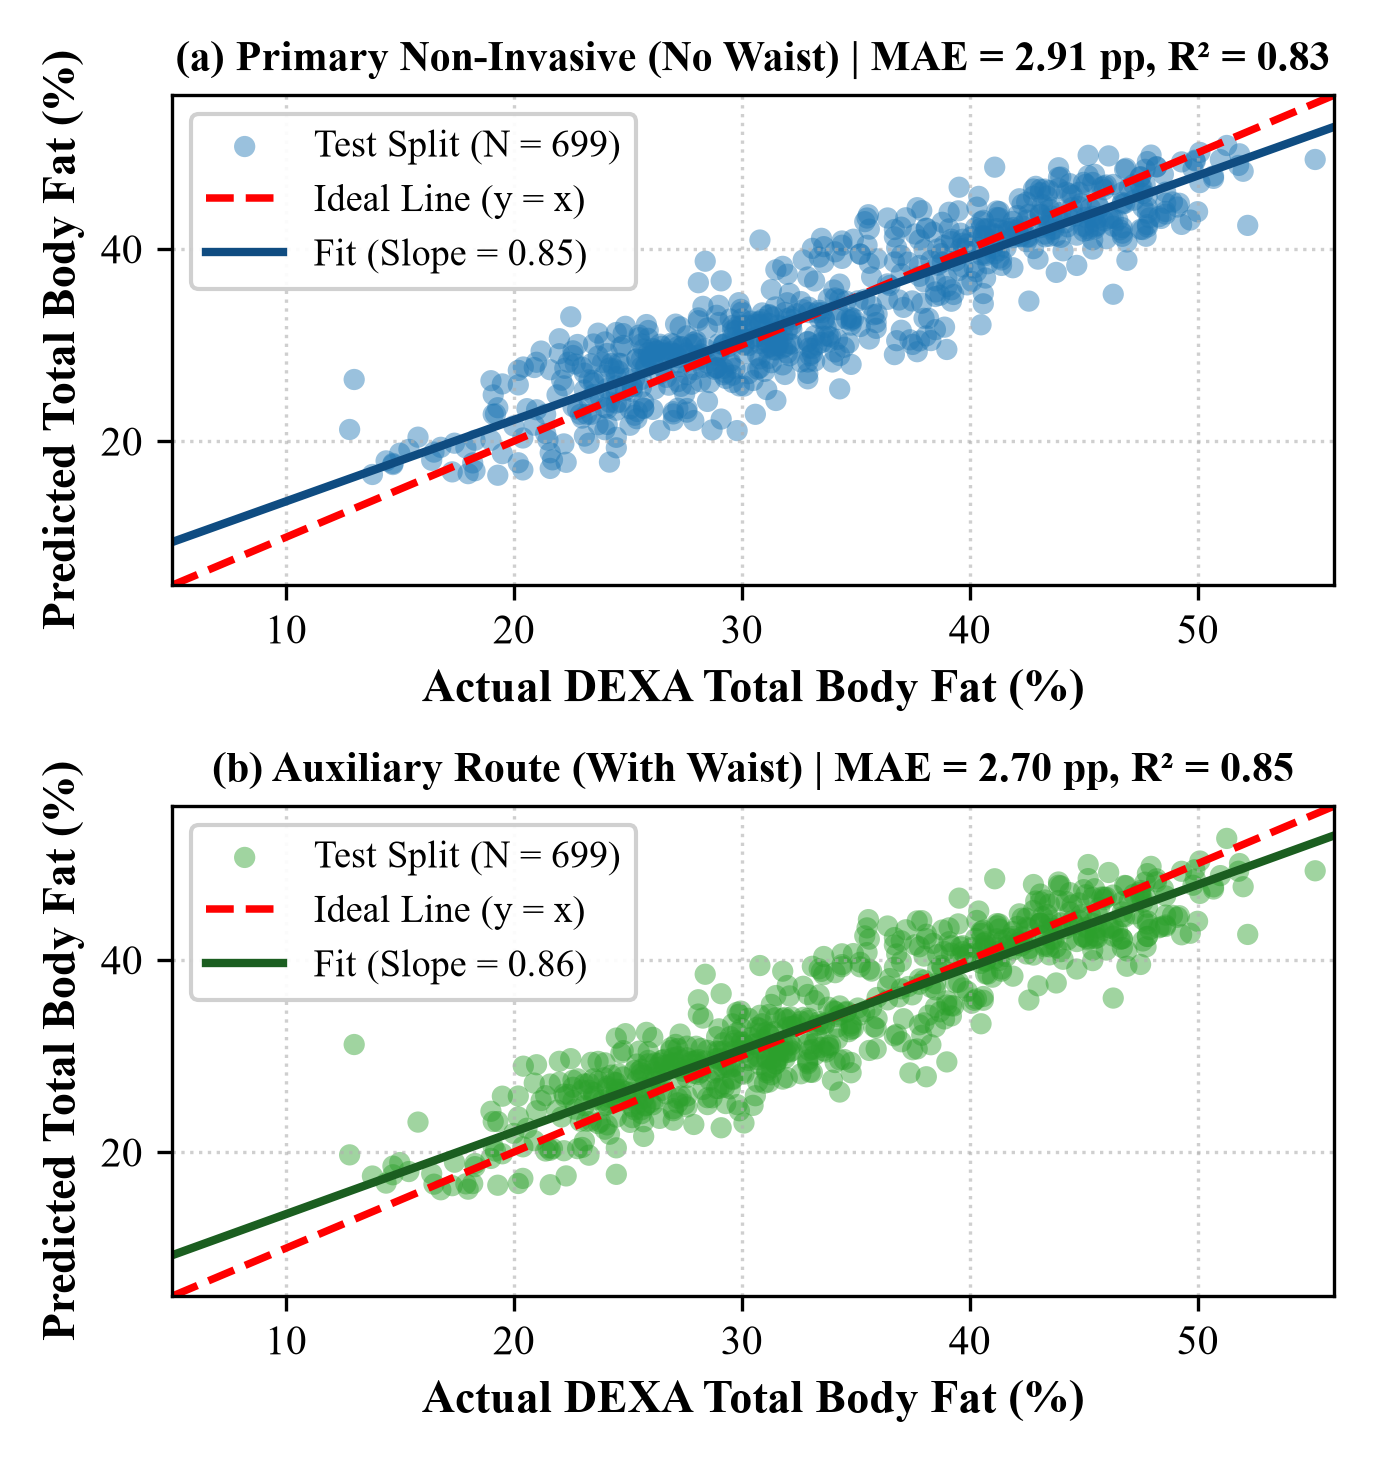 (a) Primary Non-Invasive (No Waist) | MAE = 2.91 pp, R² = 0.83
Predicted Total Body Fat (%)
Test Split (N = 699)
Ideal Line (y = x)
Fit (Slope = 0.85)
40
20
10 20 30 40 50
Actual DEXA Total Body Fat (%)
(b) Auxiliary Route (With Waist) | MAE = 2.70 pp, R² = 0.85
Predicted Total Body Fat (%)
Test Split (N = 699)
Ideal Line (y = x)
Fit (Slope = 0.86)
40
20
10 20 30 40 50
Actual DEXA Total Body Fat (%)